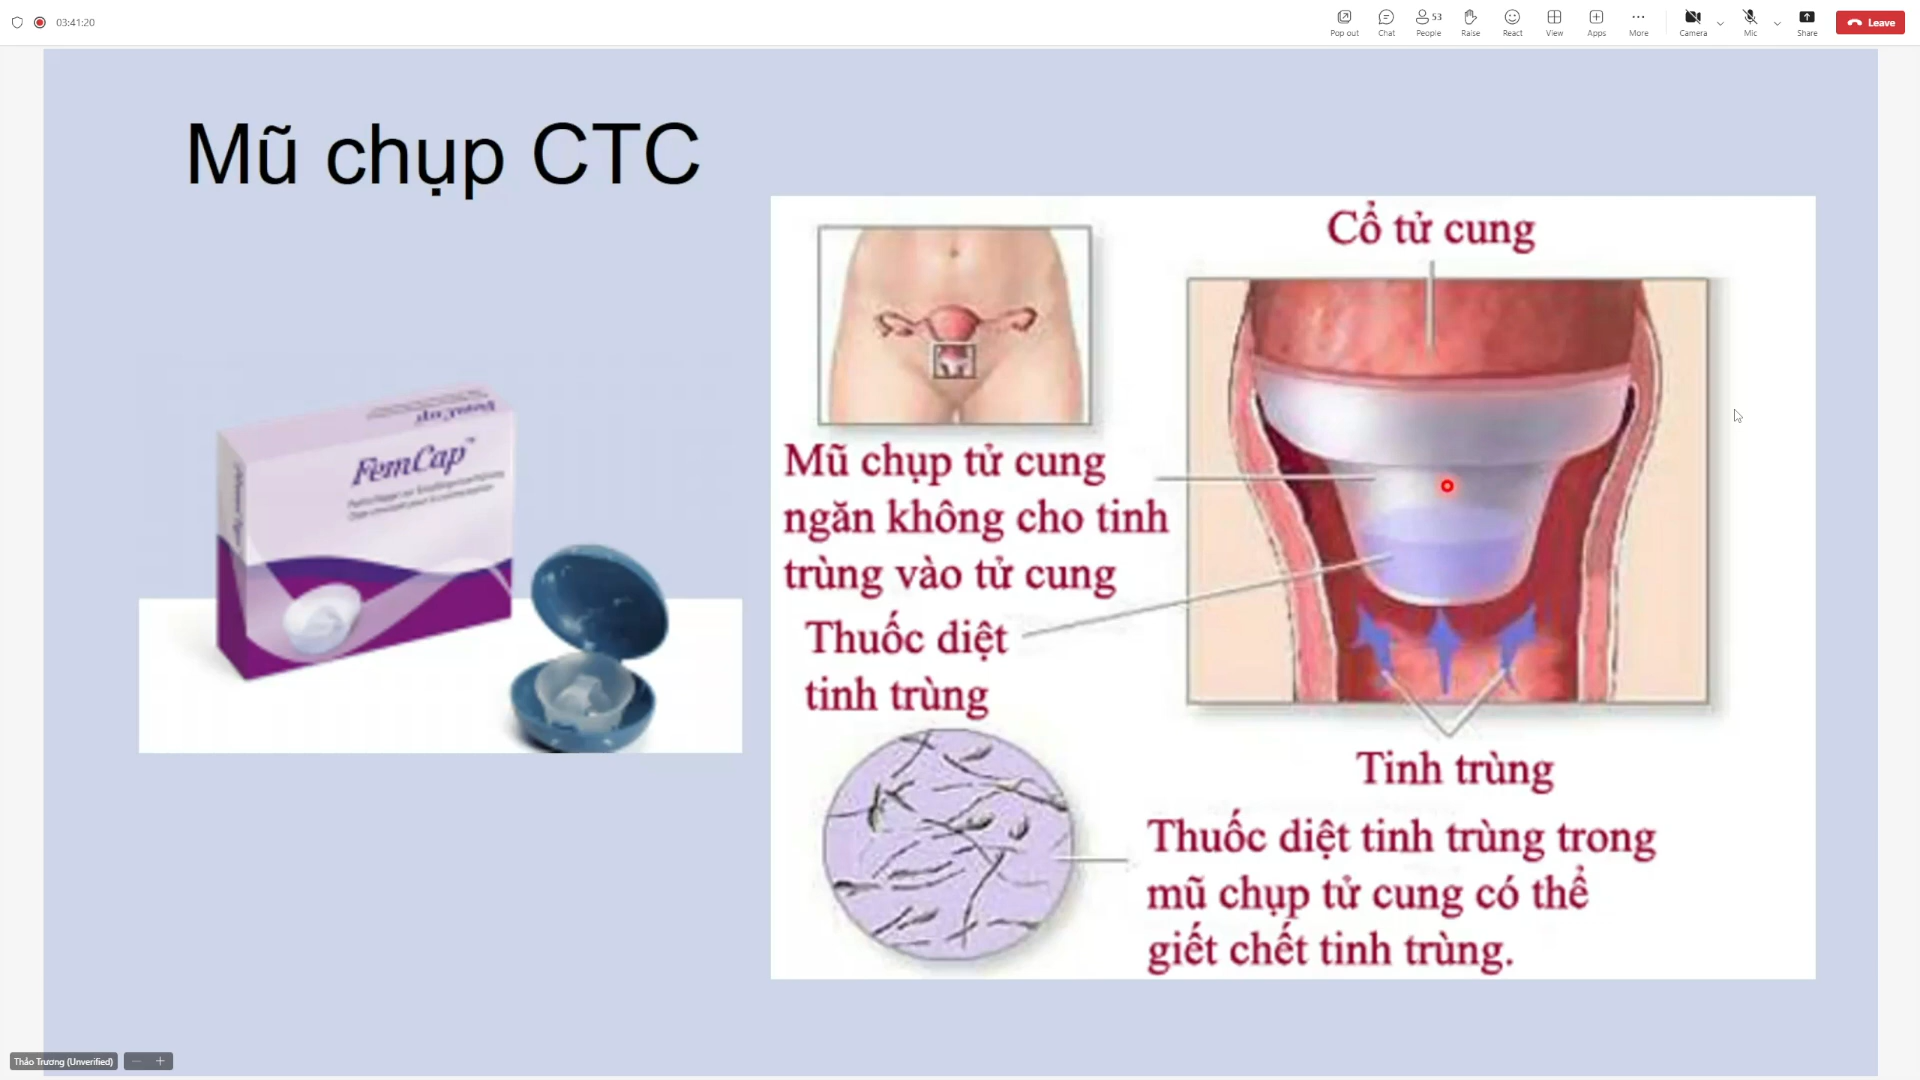 03:41:20
Pop out
Chat
53
People
Raise
React
View
Apps
More
Camera
Mic
Share
Leave
Mũ chụp CTC
FemCap™
Cổ tử cung
Mũ chụp tử cung
ngăn không cho tinh
trùng vào tử cung
Thuốc diệt
tinh trùng
Tinh trùng
Thuốc diệt tinh trùng trong
mũ chụp tử cung có thể
giết chết tinh trùng.
Thảo Trương (Unverified)